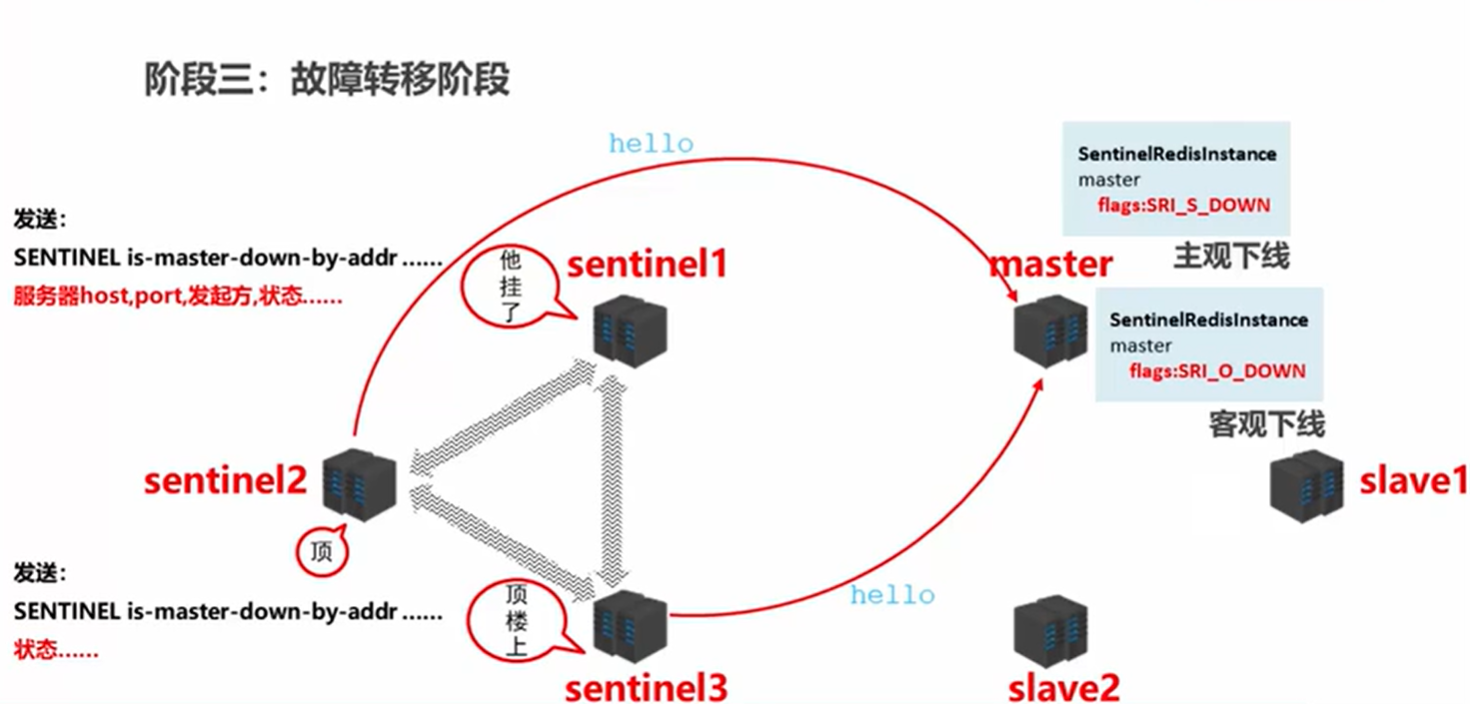 阶段三：故障转移阶段
hello
SentinelRedisInstance
master
flags:SRI_S_DOWN
主观下线
发送：
SENTINEL is-master-down-by-addr ……
服务器host,port,发起方,状态……
他
挂
了
sentinel1
master
SentinelRedisInstance
master
flags:SRI_O_DOWN
客观下线
sentinel2
slave1
顶
发送：
SENTINEL is-master-down-by-addr ……
状态……
顶
楼
上
hello
sentinel3
slave2